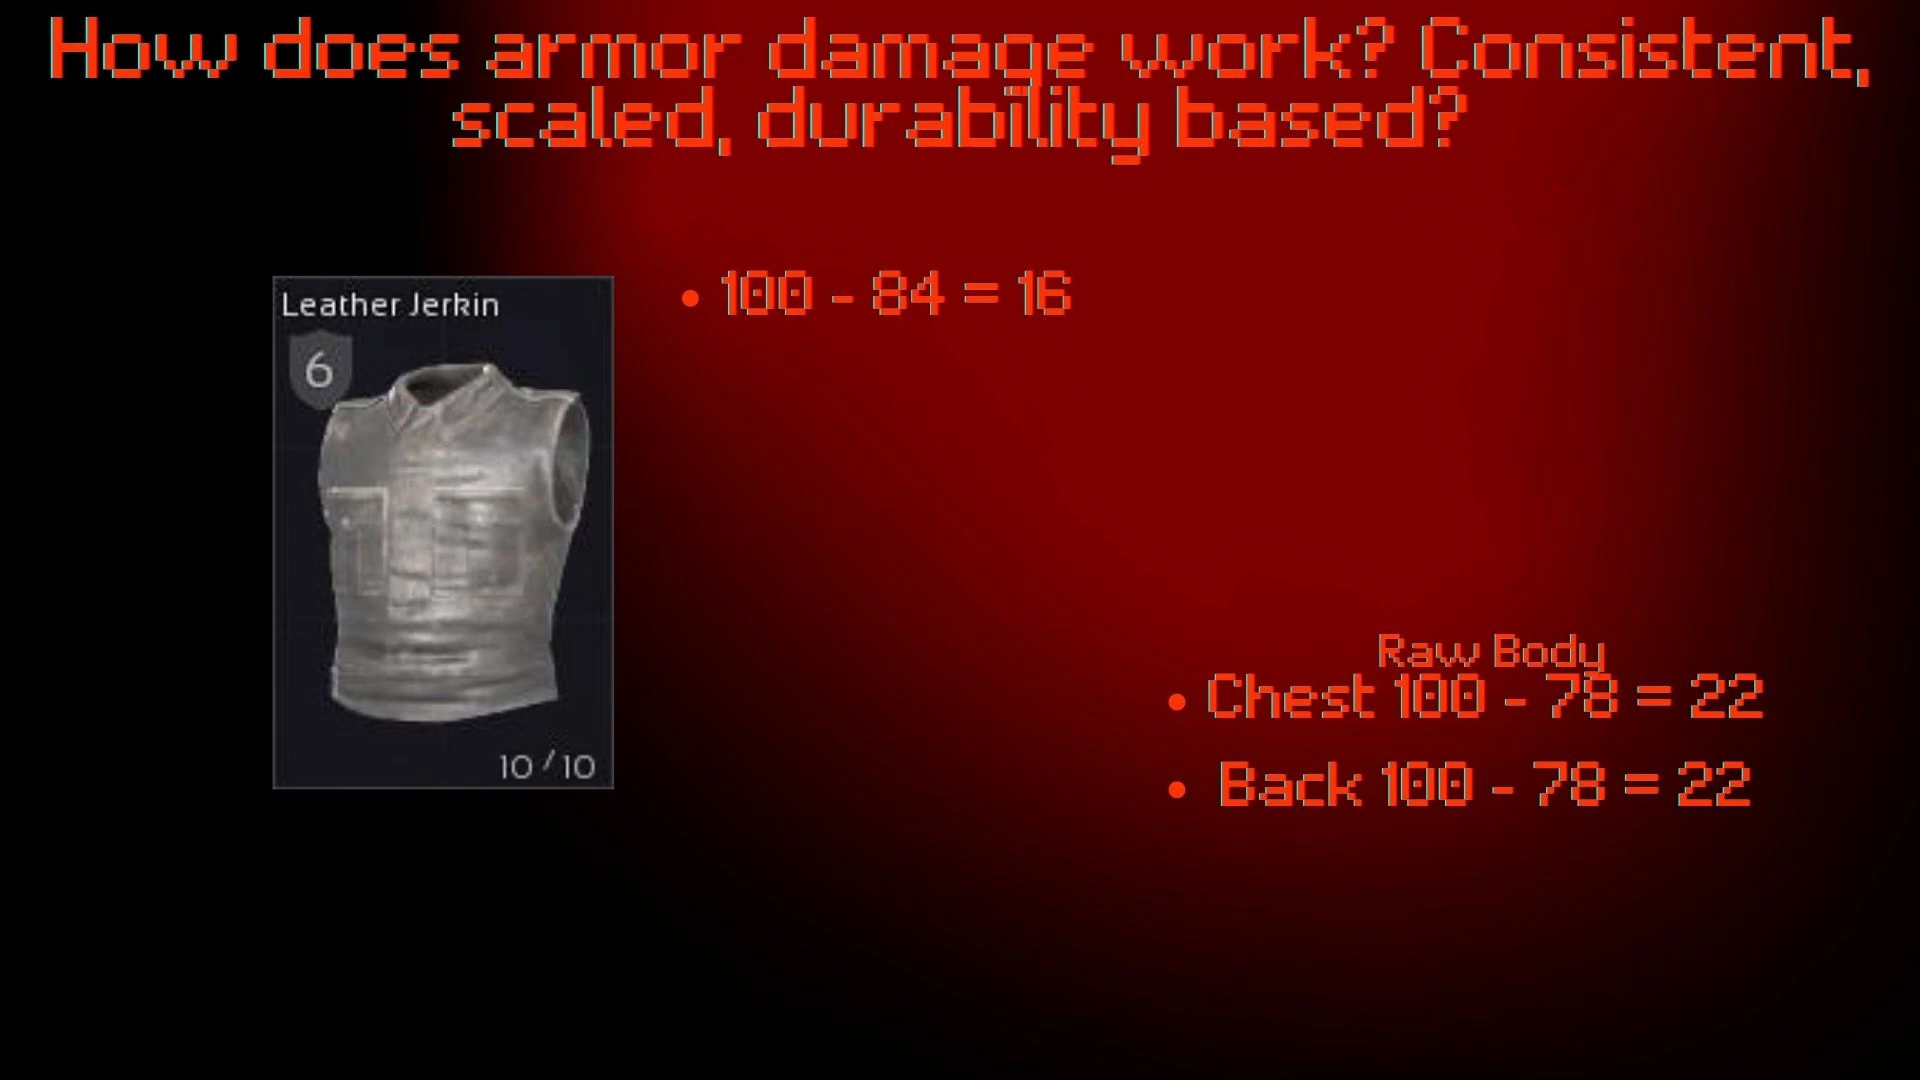 How does armor damage work? Consistent,
scaled, durability based?
Leather Jerkin
6
10/10
• 100 - 84 = 16
Raw Body
• Chest 100 - 78 = 22
• Back 100 - 78 = 22